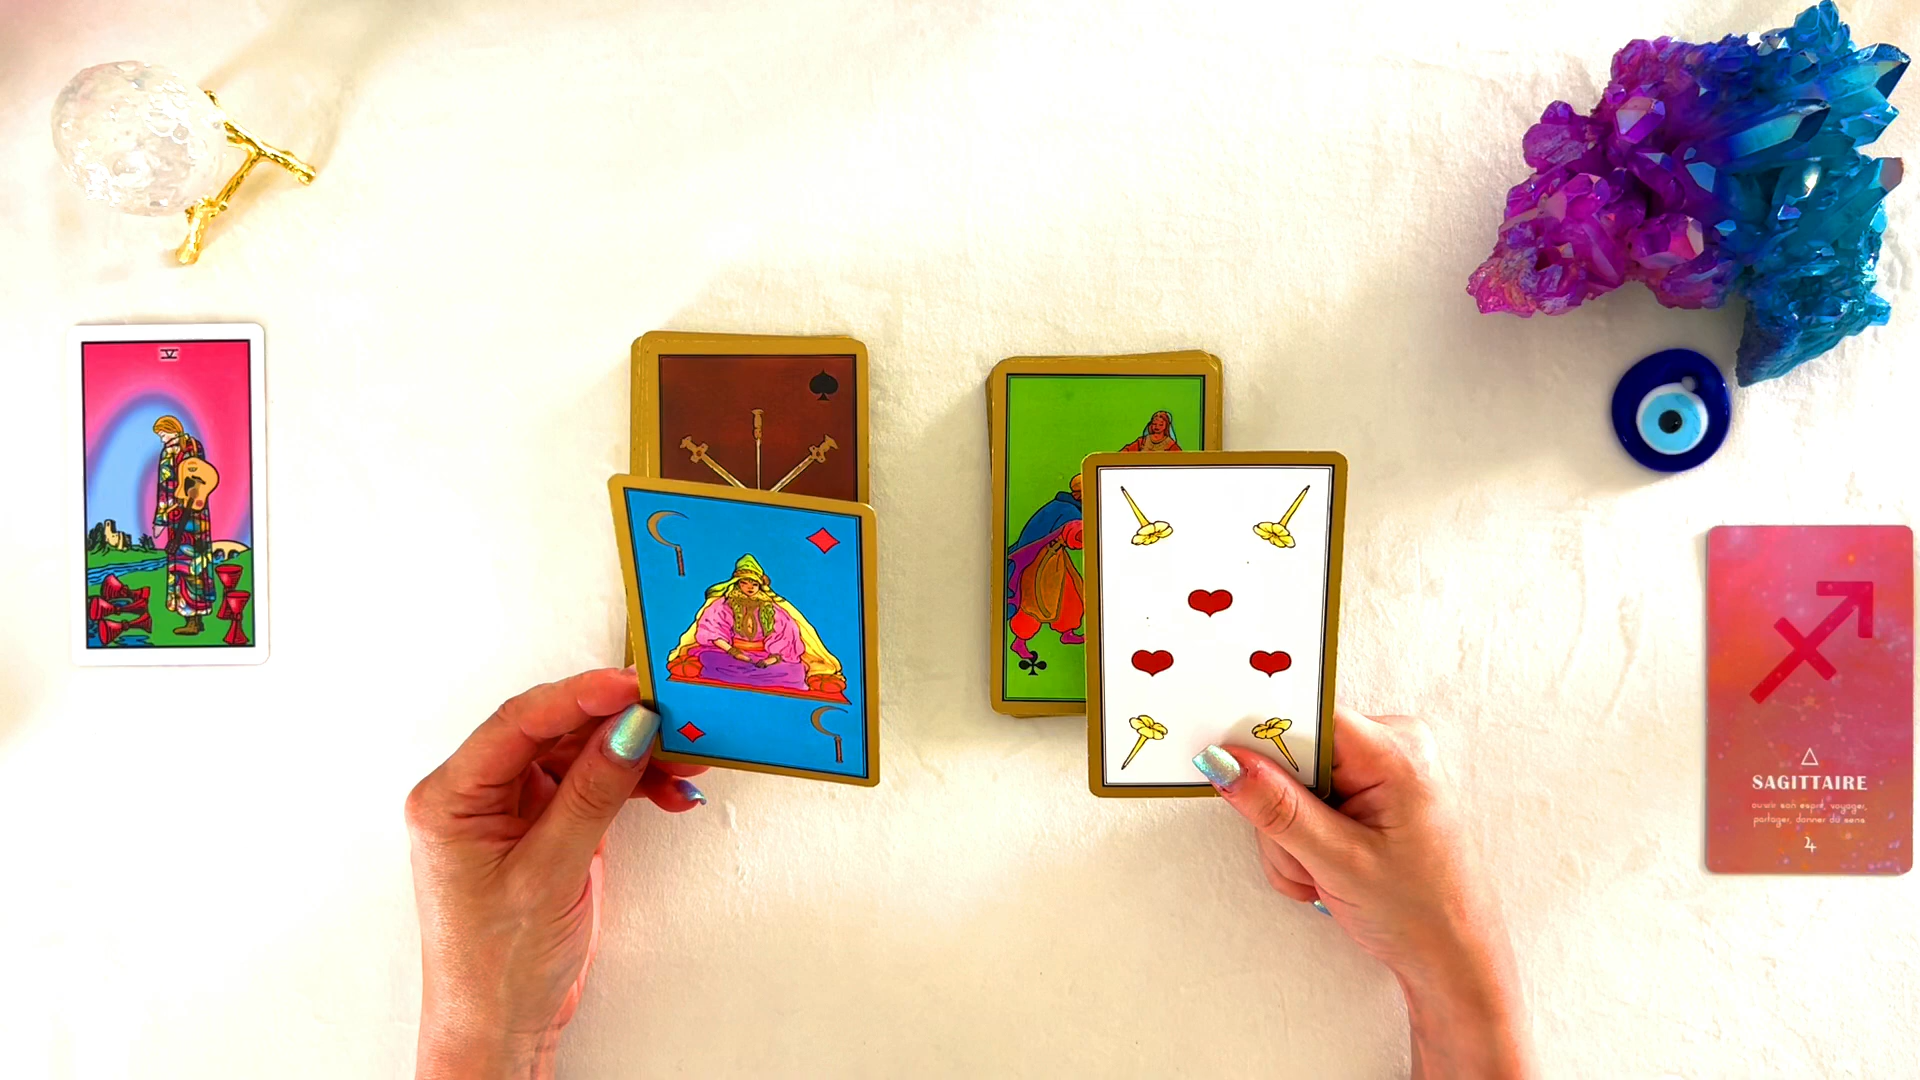 V
SAGITTAIRE
ouvrir son esprit, voyager,
partager, donner du sens